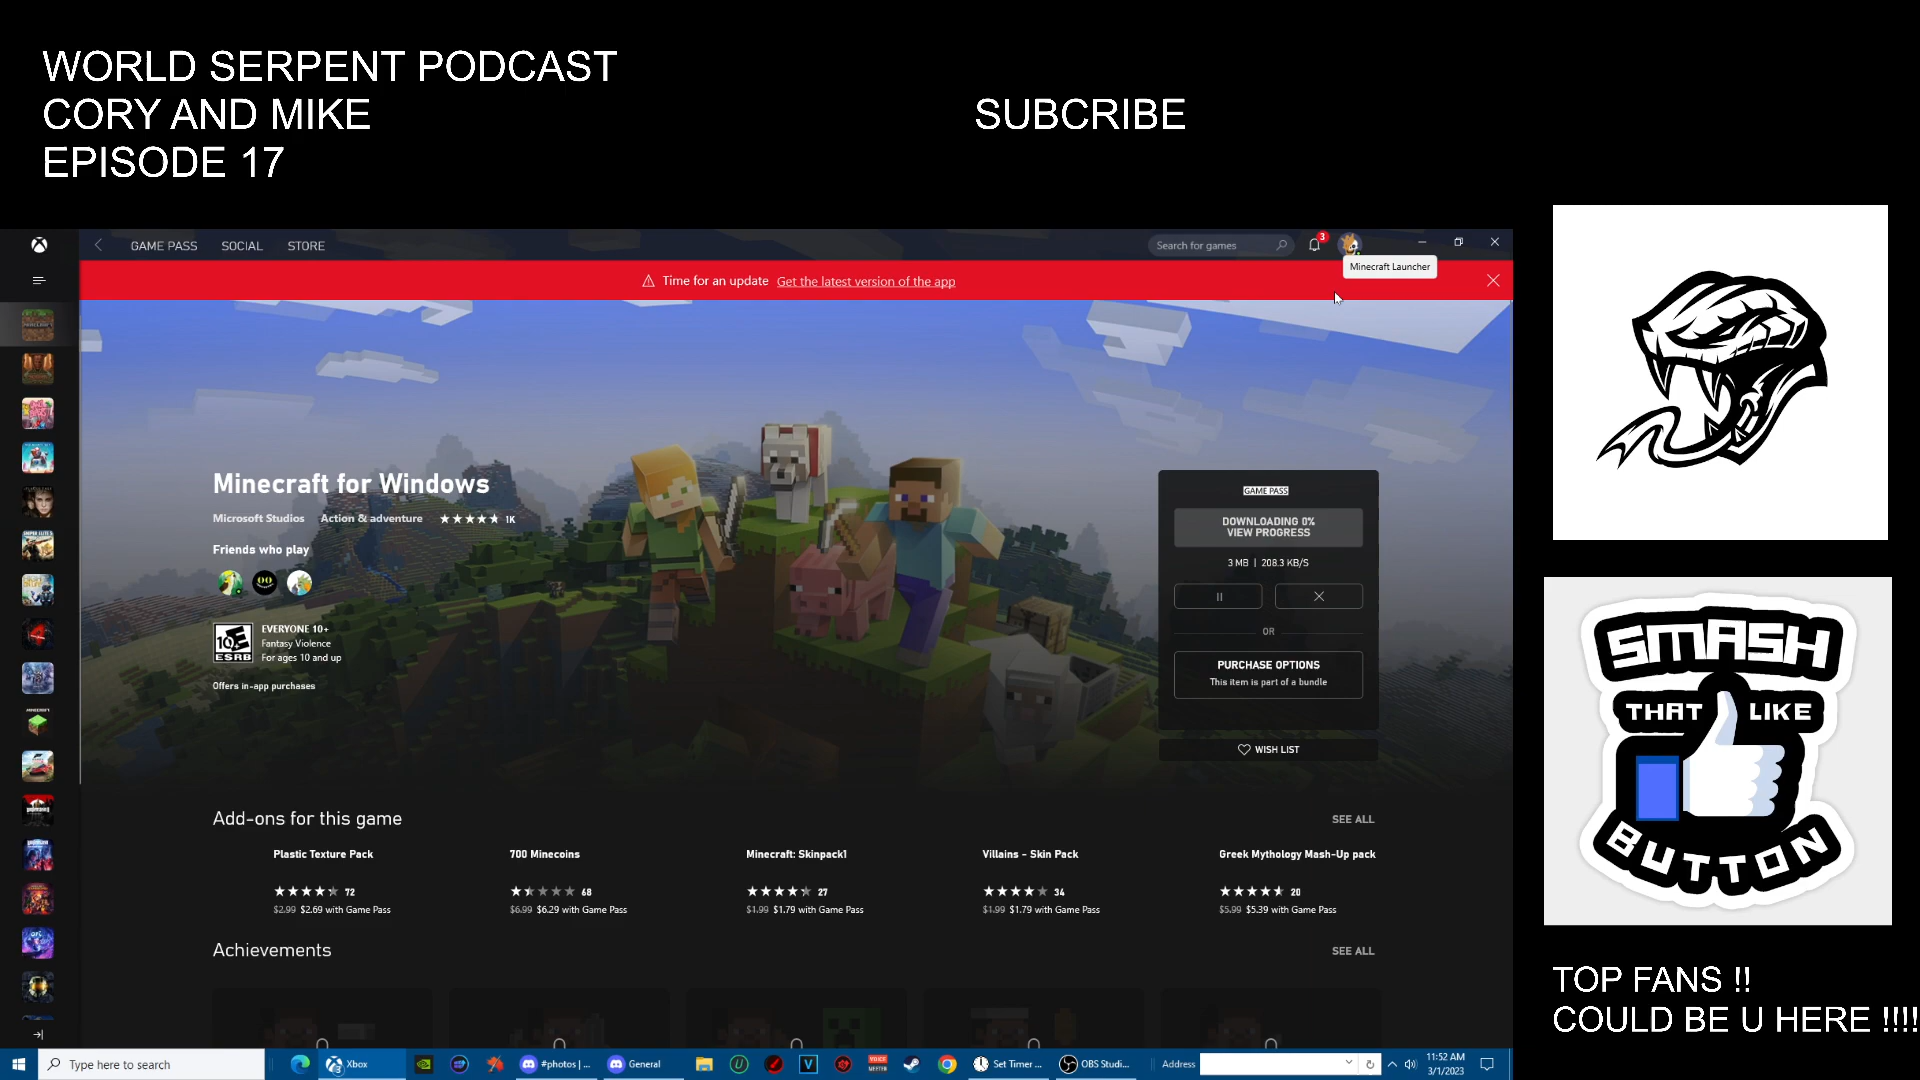 WORLD SERPENT PODCAST
CORY AND MIKE
EPISODE 17
SUBCRIBE
GAME PASS
SOCIAL
STORE
Search for games
3
Minecraft Launcher
Time for an update Get the latest version of the app
Minecraft for Windows
Microsoft Studios Action & adventure 1K
Friends who play
EVERYONE 10+
Fantasy Violence
For ages 10 and up
10+
ESRB
Offers in-app purchases
GAME PASS
DOWNLOADING 0%
VIEW PROGRESS
3 MB | 208.3 KB/S
OR
PURCHASE OPTIONS
This item is part of a bundle
WISH LIST
Add-ons for this game
SEE ALL
Plastic Texture Pack
72
$2.99 $2.69 with Game Pass
700 Minecoins
68
$6.99 $6.29 with Game Pass
Minecraft: Skinpack1
27
$1.99 $1.79 with Game Pass
Villains - Skin Pack
34
$1.99 $1.79 with Game Pass
Greek Mythology Mash-Up pack
20
$5.99 $5.39 with Game Pass
Achievements
SEE ALL
SMASH
THAT LIKE
BUTTON
TOP FANS !!
COULD BE U HERE !!!!
Type here to search
3
Xbox
#photos | ...
General
Set Timer ...
OBS Studi...
Address
11:52 AM
3/1/2023